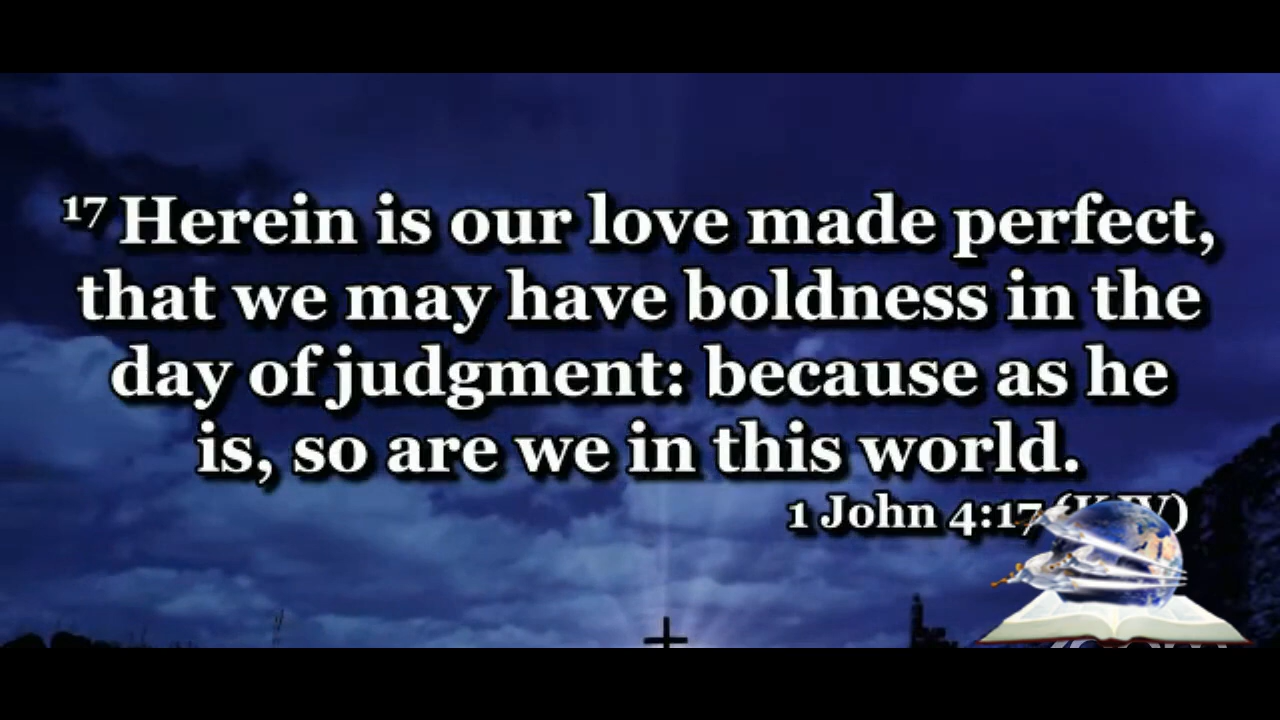 17 Herein is our love made perfect,
that we may have boldness in the
day of judgment: because as he
is, so are we in this world.
1 John 4:17 (KJV)